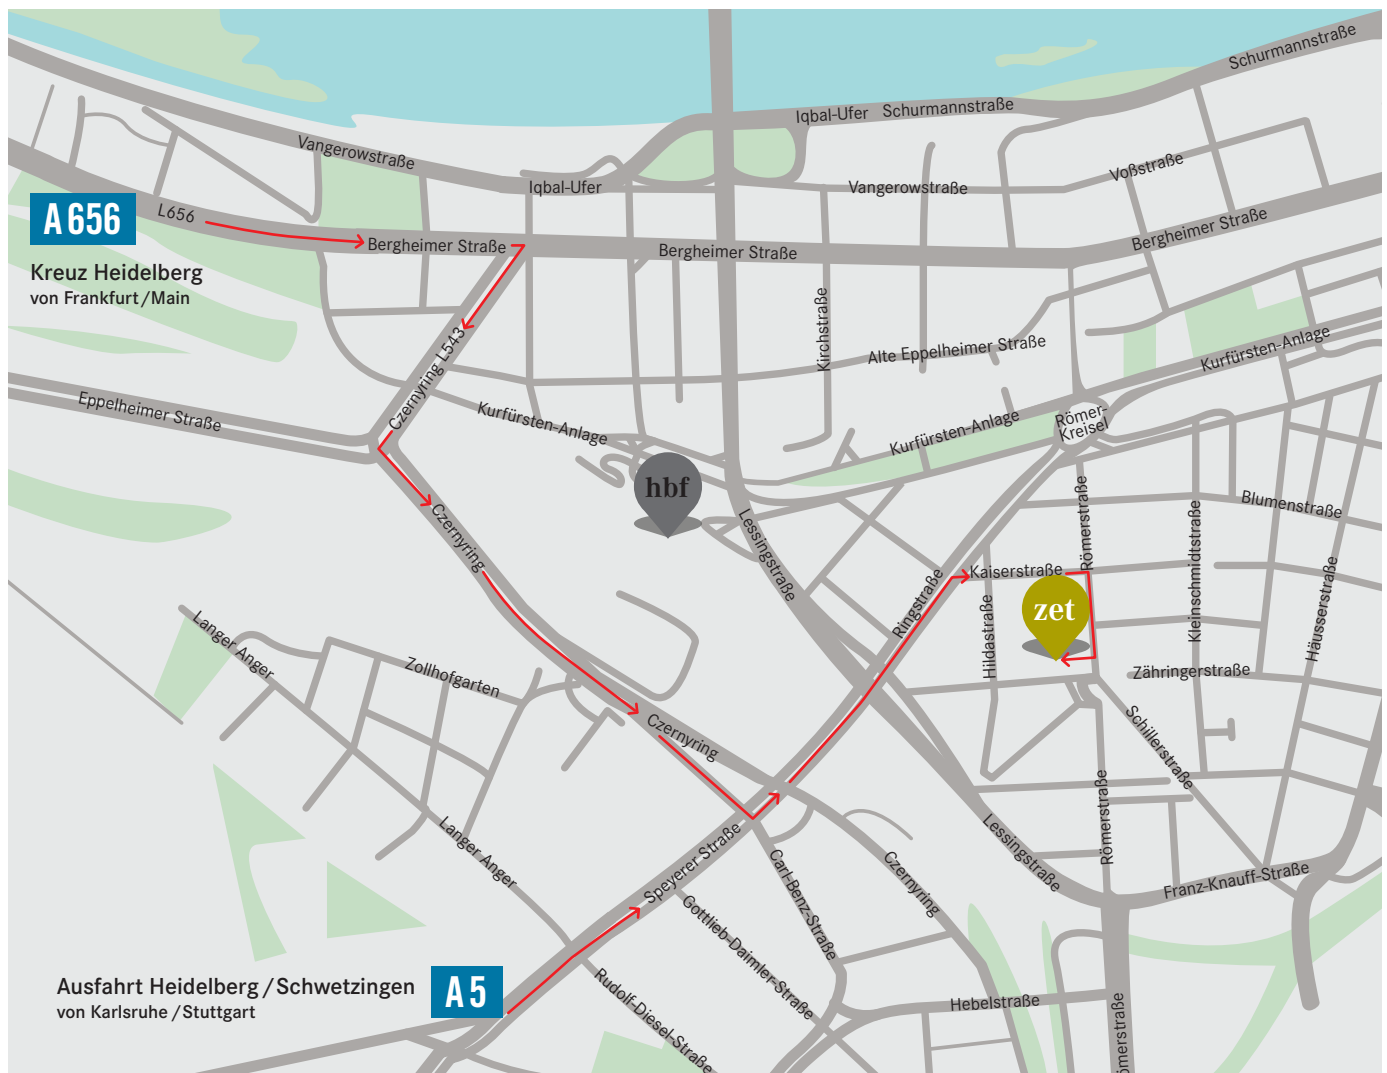 Schurmannstraße
Iqbal-Ufer
Schurmannstraße
Vangerowstraße
Voßstraße
Iqbal-Ufer
Vangerowstraße
A 656
L656
Bergheimer Straße
Bergheimer Straße
Bergheimer Straße
Kreuz Heidelberg
von Frankfurt/Main
Kirchstraße
Czernyring L543
Alte Eppelheimer Straße
Kurfürsten-Anlage
Eppelheimer Straße
Kurfürsten-Anlage
Kurfürsten-Anlage
Römer-
Kreisel
hbf
Lessingstraße
Römerstraße
Blumenstraße
Czernyring
Kleinschmidtstraße
Kaiserstraße
Ringstraße
Hildastraße
zet
Häusserstraße
Langer Anger
Zollhofgarten
Zähringerstraße
Czernyring
Schillerstraße
Langer Anger
Speyerer Straße
Lessingstraße
Römerstraße
Carl-Benz-Straße
Czernyring
Franz-Knauff-Straße
Gottlieb-Daimler-Straße
Ausfahrt Heidelberg/Schwetzingen
von Karlsruhe/Stuttgart
A 5
Rudolf-Diesel-Straße
Hebelstraße
ömerstraße